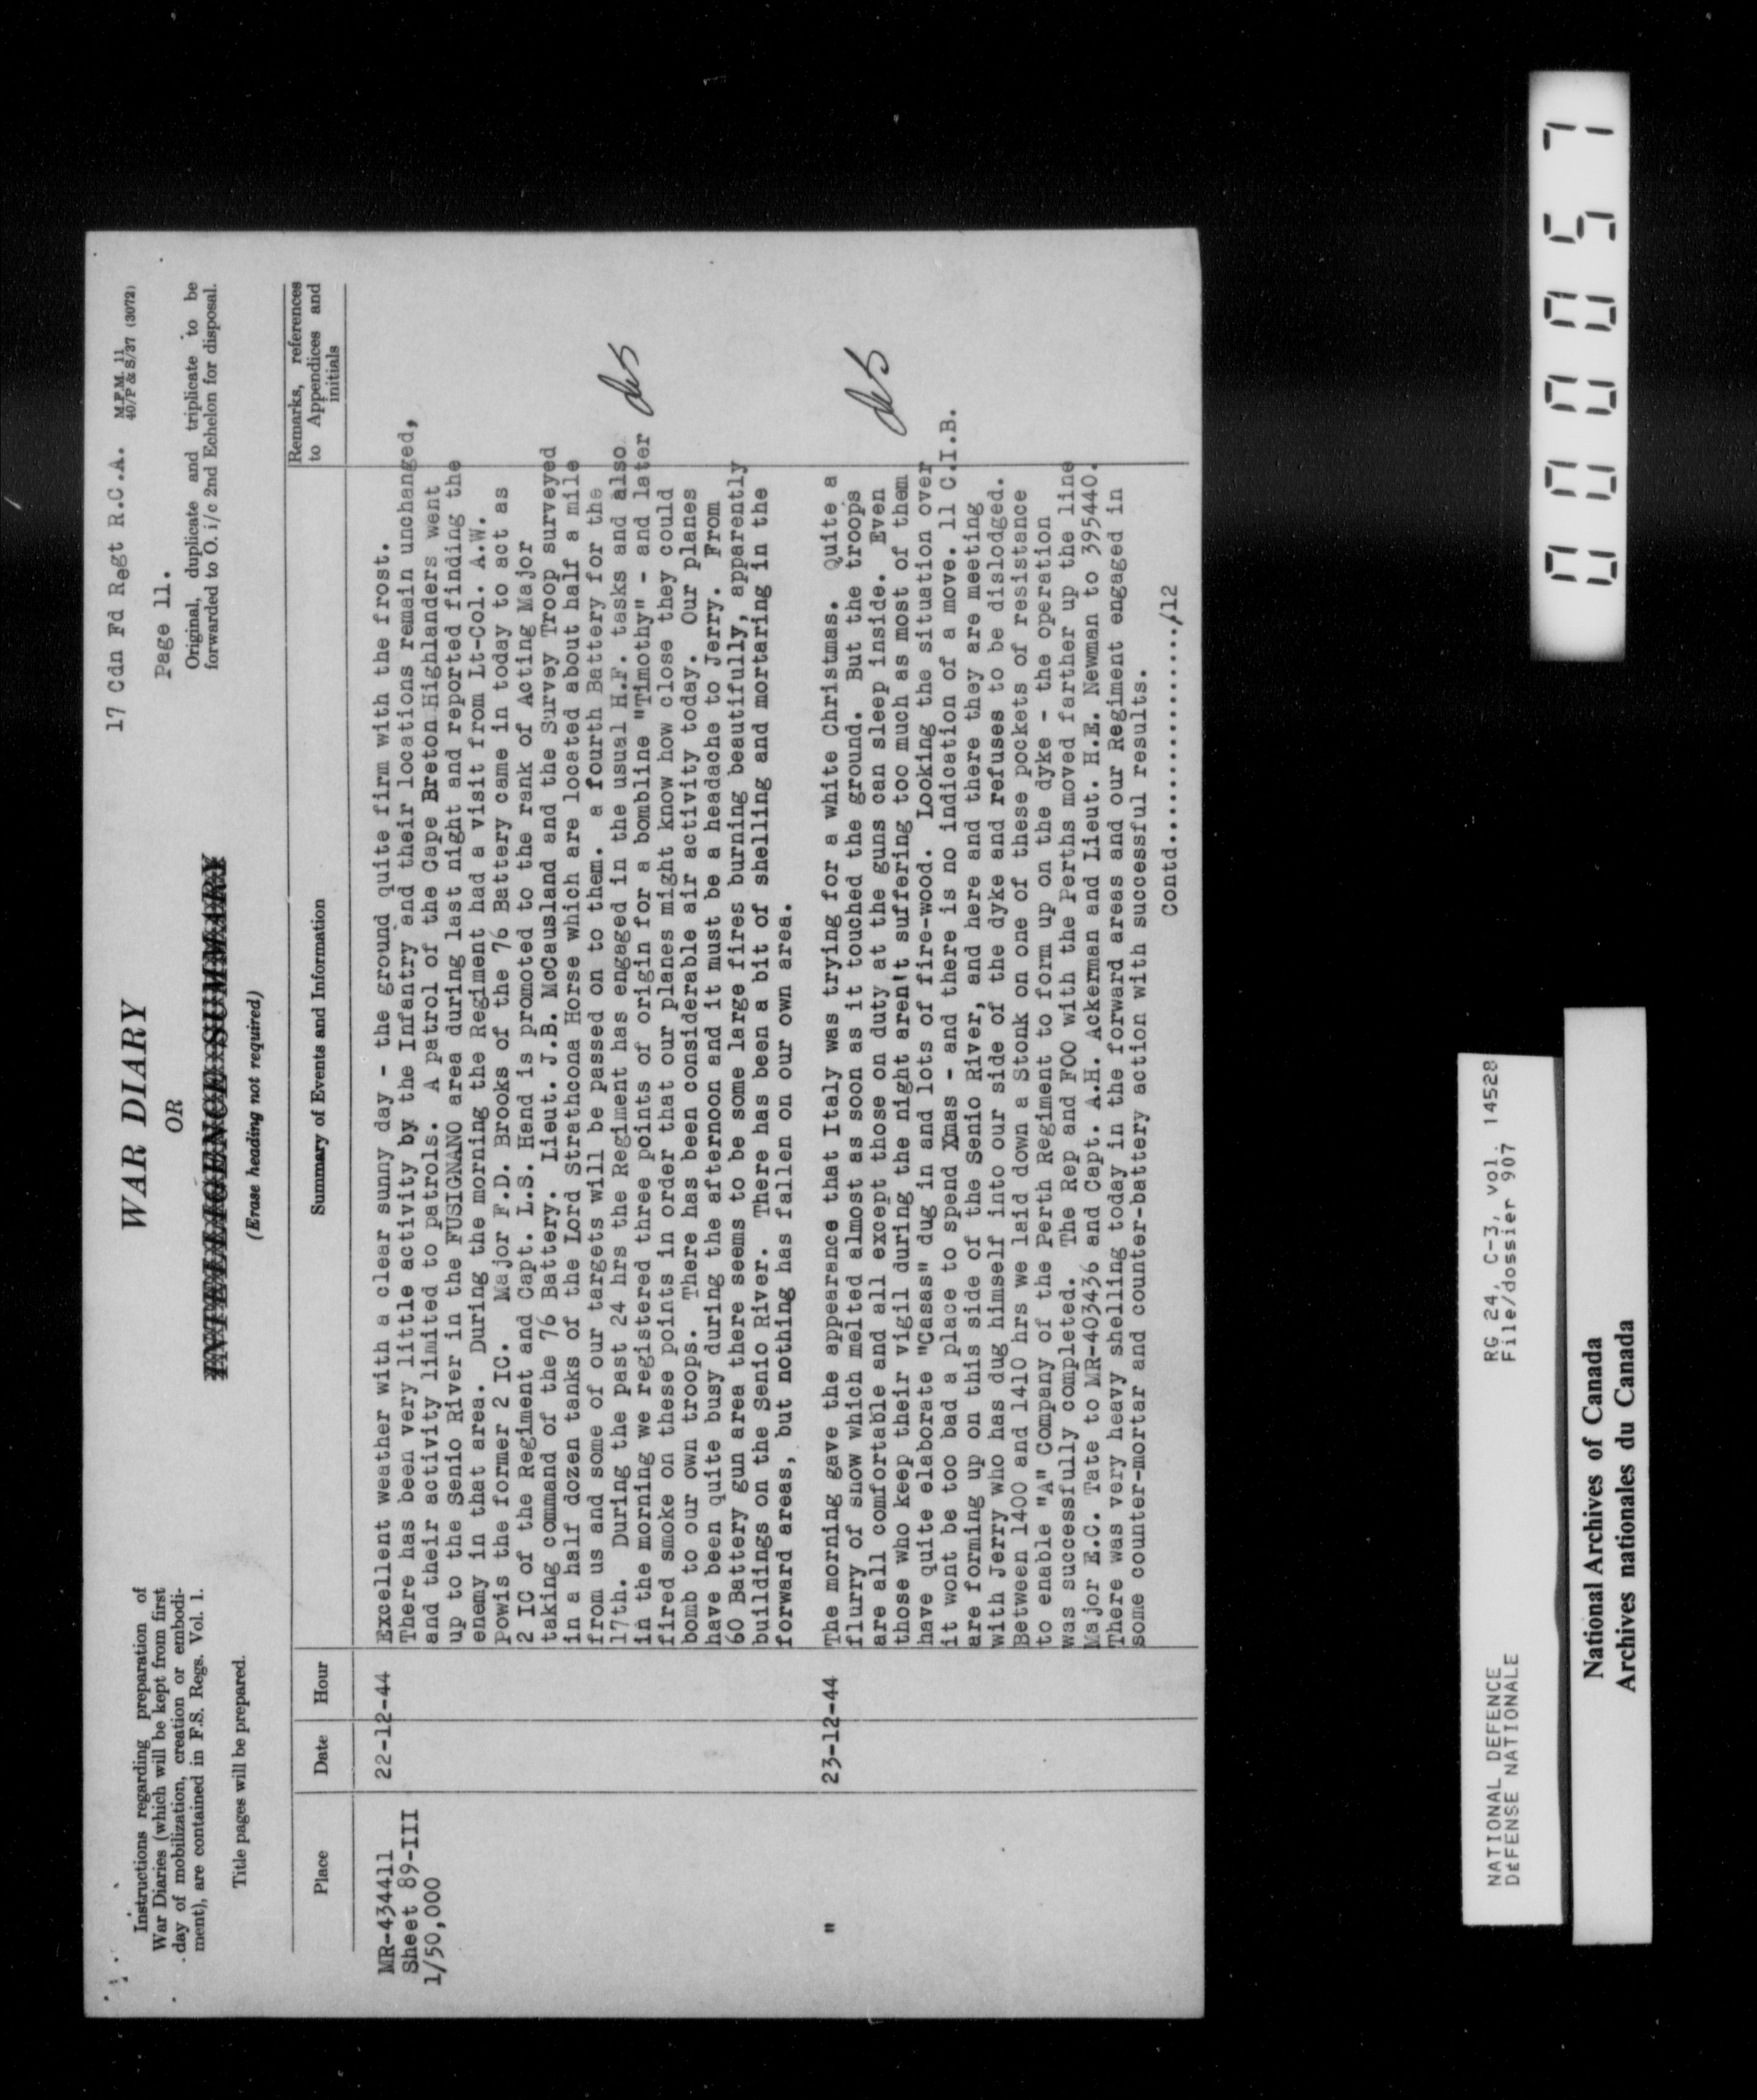 Instructions regarding preparation of
War Diaries (which will be kept from first
day of mobilization, creation or embodi-
ment), are contained in F.S. Regs. Vol. 1.
Title pages will be prepared.
WAR DIARY
OR
INTELLIGENCE SUMMARY
(Erase heading not required)
17 Cdn Fd Regt R.C.A.
M.F.M. 11
40/P & S/37 (3072)
Page 11.
Original, duplicate and triplicate to be
forwarded to O. i/c 2nd Echelon for disposal.
Place
Date
Hour
Summary of Events and Information
Remarks, references
to Appendices and
initials
MR-434411
Sheet 89-III
1/50,000
22-12-44
Excellent weather with a clear sunny day - the ground quite firm with the frost.
There has been very little activity by the Infantry and their locations remain unchanged,
and their activity limited to patrols. A patrol of the Cape Breton Highlanders went
up to the Senio River in the FUSIGNANO area during last night and reported finding the
enemy in that area. During the morning the Regiment had a visit from Lt-Col. A.W.
Powis the former 2 IC. Major F.D. Brooks of the 76 Battery came in today to act as
2 IC of the Regiment and Capt. L.S. Hand is promoted to the rank of Acting Major
taking command of the 76 Battery. Lieut. J.B. McCausland and the Survey Troop surveyed
in a half dozen tanks of the Lord Strathcona Horse which are located about half a mile
from us and some of our targets will be passed on to them. a fourth Battery for the
17th. During the past 24 hrs the Regiment has engaged in the usual H.F. tasks and also
in the morning we registered three points of origin for a bombline "Timothy" - and later
fired smoke on these points in order that our planes might know how close they could
bomb to our own troops. There has been considerable air activity today. Our planes
have been quite busy during the afternoon and it must be a headache to Jerry. From
60 Battery gun area there seems to be some large fires burning beautifully, apparently
buildings on the Senio River. There has been a bit of shelling and mortaring in the
forward areas, but nothing has fallen on our own area.
"
23-12-44
The morning gave the appearance that Italy was trying for a white Christmas. Quite a
flurry of snow which melted almost as soon as it touched the ground. But the troops
are all comfortable and all except those on duty at the guns can sleep inside. Even
those who keep their vigil during the night aren't suffering too much as most of them
have quite elaborate "Casas" dug in and lots of fire-wood. Looking the situation over
it wont be too bad a place to spend Xmas - and there is no indication of a move. 11 C.I.B.
are forming up on this side of the Senio River, and here and there they are meeting
with Jerry who has dug himself into our side of the dyke and refuses to be dislodged.
Between 1400 and 1410 hrs we laid down a Stonk on one of these pockets of resistance
to enable "A" Company of the Perth Regiment to form up on the dyke - the operation
was successfully completed. The Rep and FOO with the Perths moved farther up the line
Major E.C. Tate to MR-403436 and Capt. A.H. Ackerman and Lieut. H.E. Newman to 395440.
There was very heavy shelling today in the forward areas and our Regiment engaged in
some counter-mortar and counter-battery action with successful results.
Contd..................../12
NATIONAL DEFENCE
DÉFENSE NATIONALE
RG 24, C-3, vol. 14528
File/dossier 907
National Archives of Canada
Archives nationales du Canada
000057